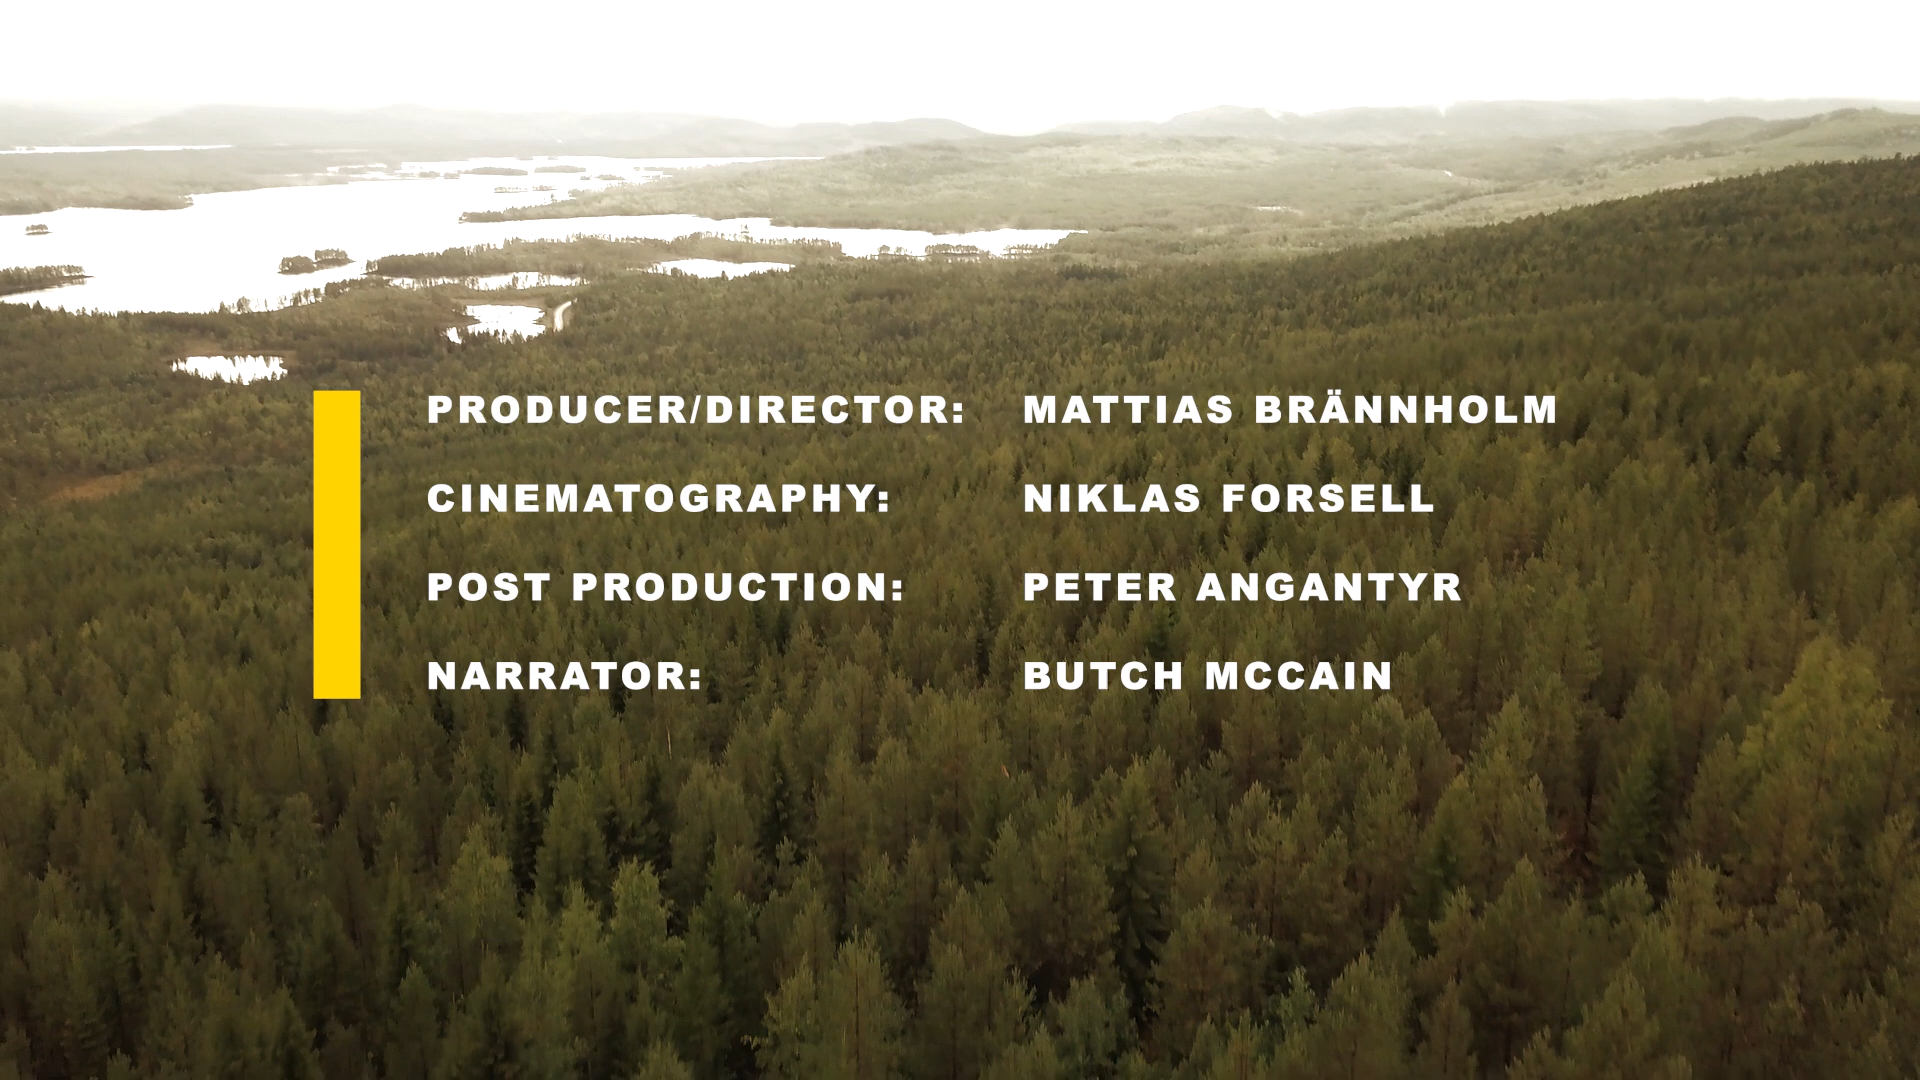 PRODUCER/DIRECTOR: MATTIAS BRÄNNHOLM
CINEMATOGRAPHY: NIKLAS FORSELL
POST PRODUCTION: PETER ANGANTYR
NARRATOR: BUTCH MCCAIN